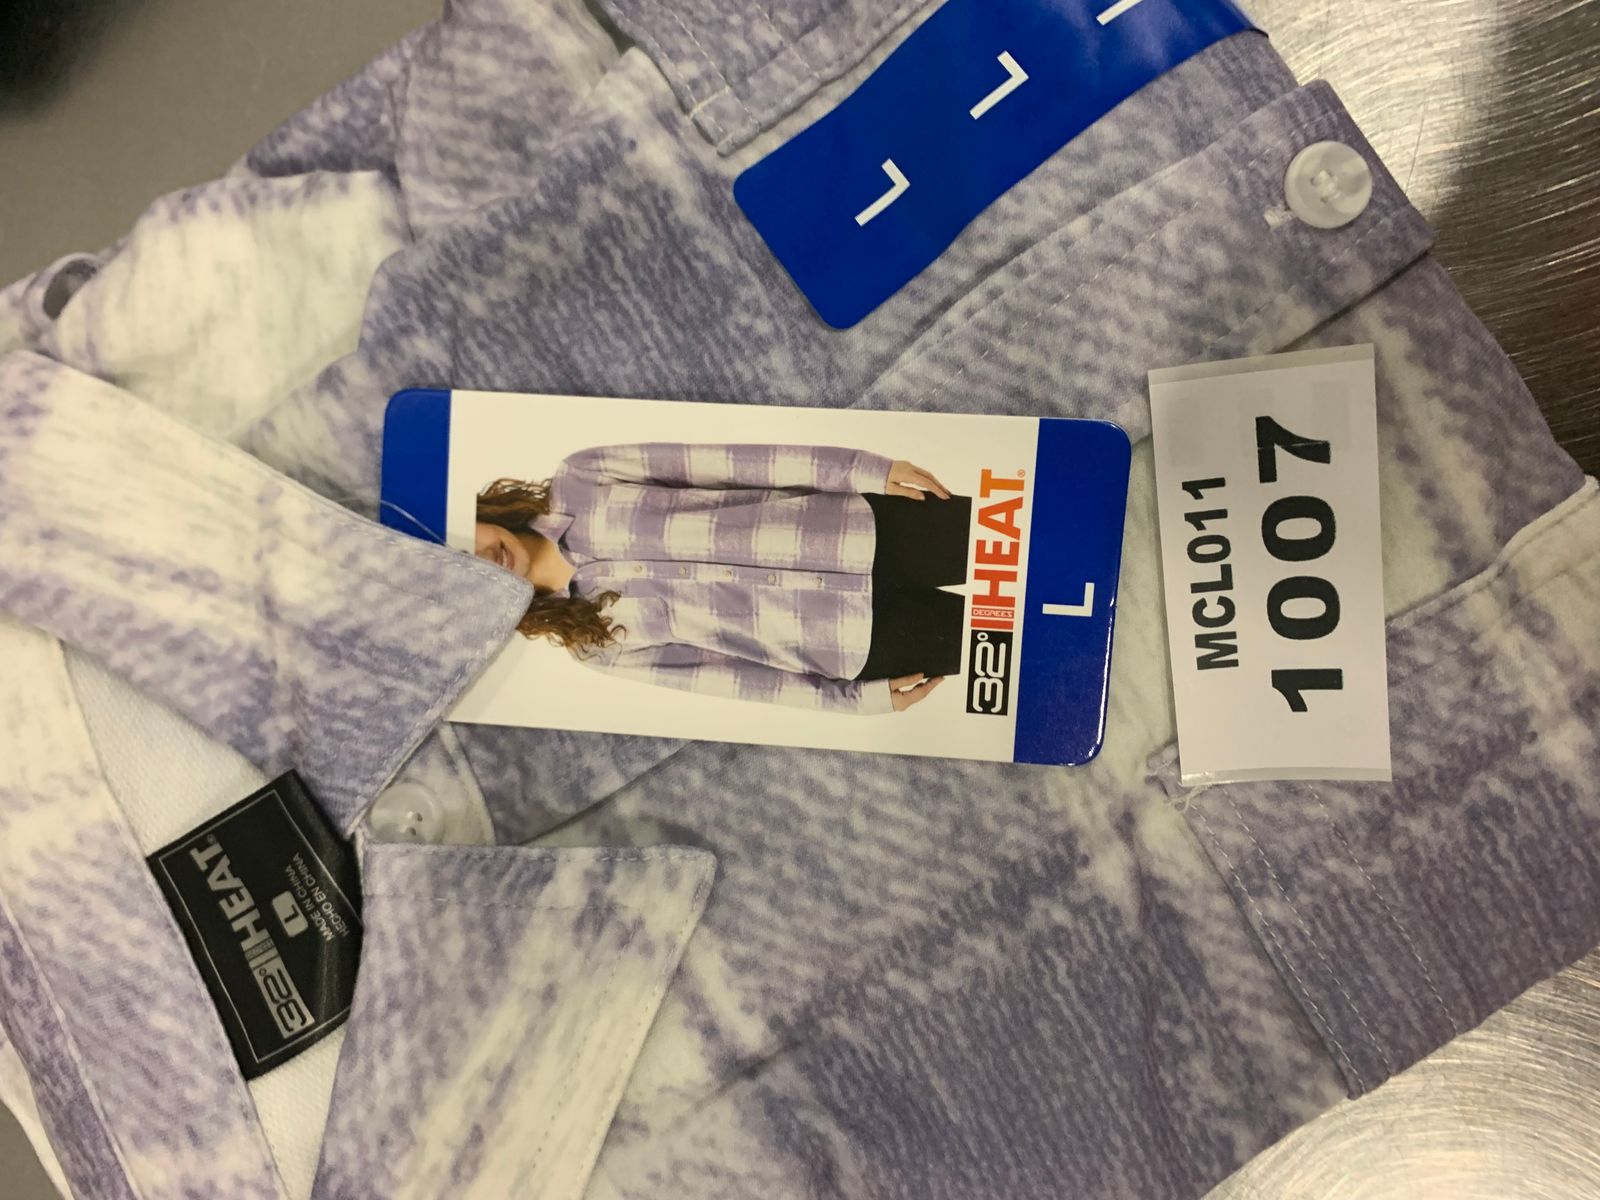 L
L
L
32° DEGREES HEAT®
L
MCL011
1007
32° HEAT®
L
MADE IN CHINA
HECHO EN CHINA